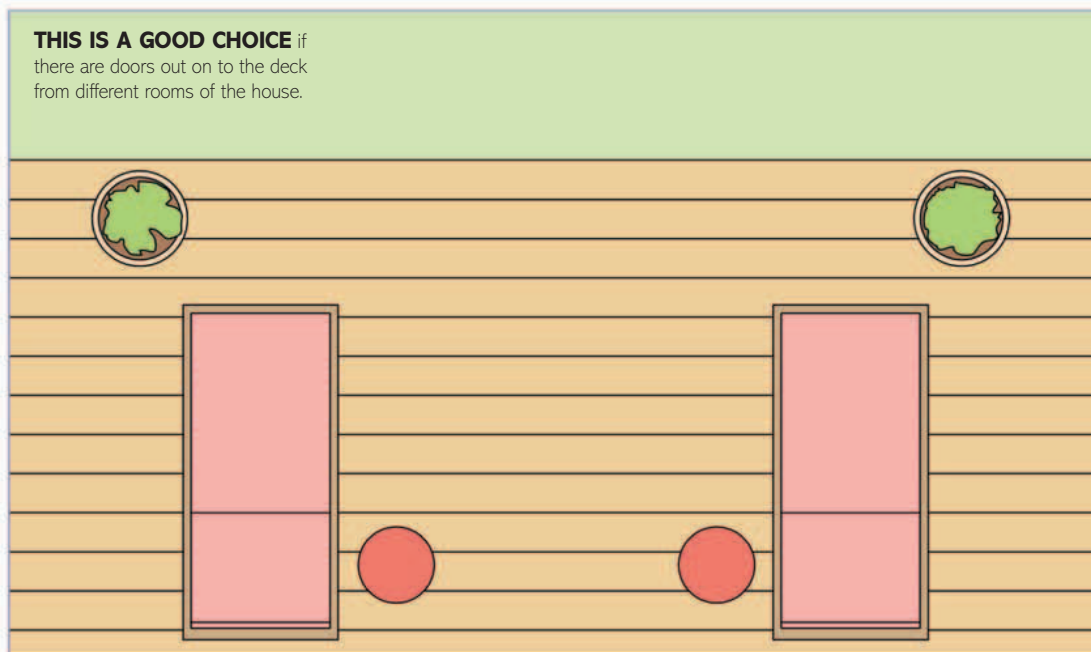 THIS IS A GOOD CHOICE if
there are doors out on to the deck
from different rooms of the house.